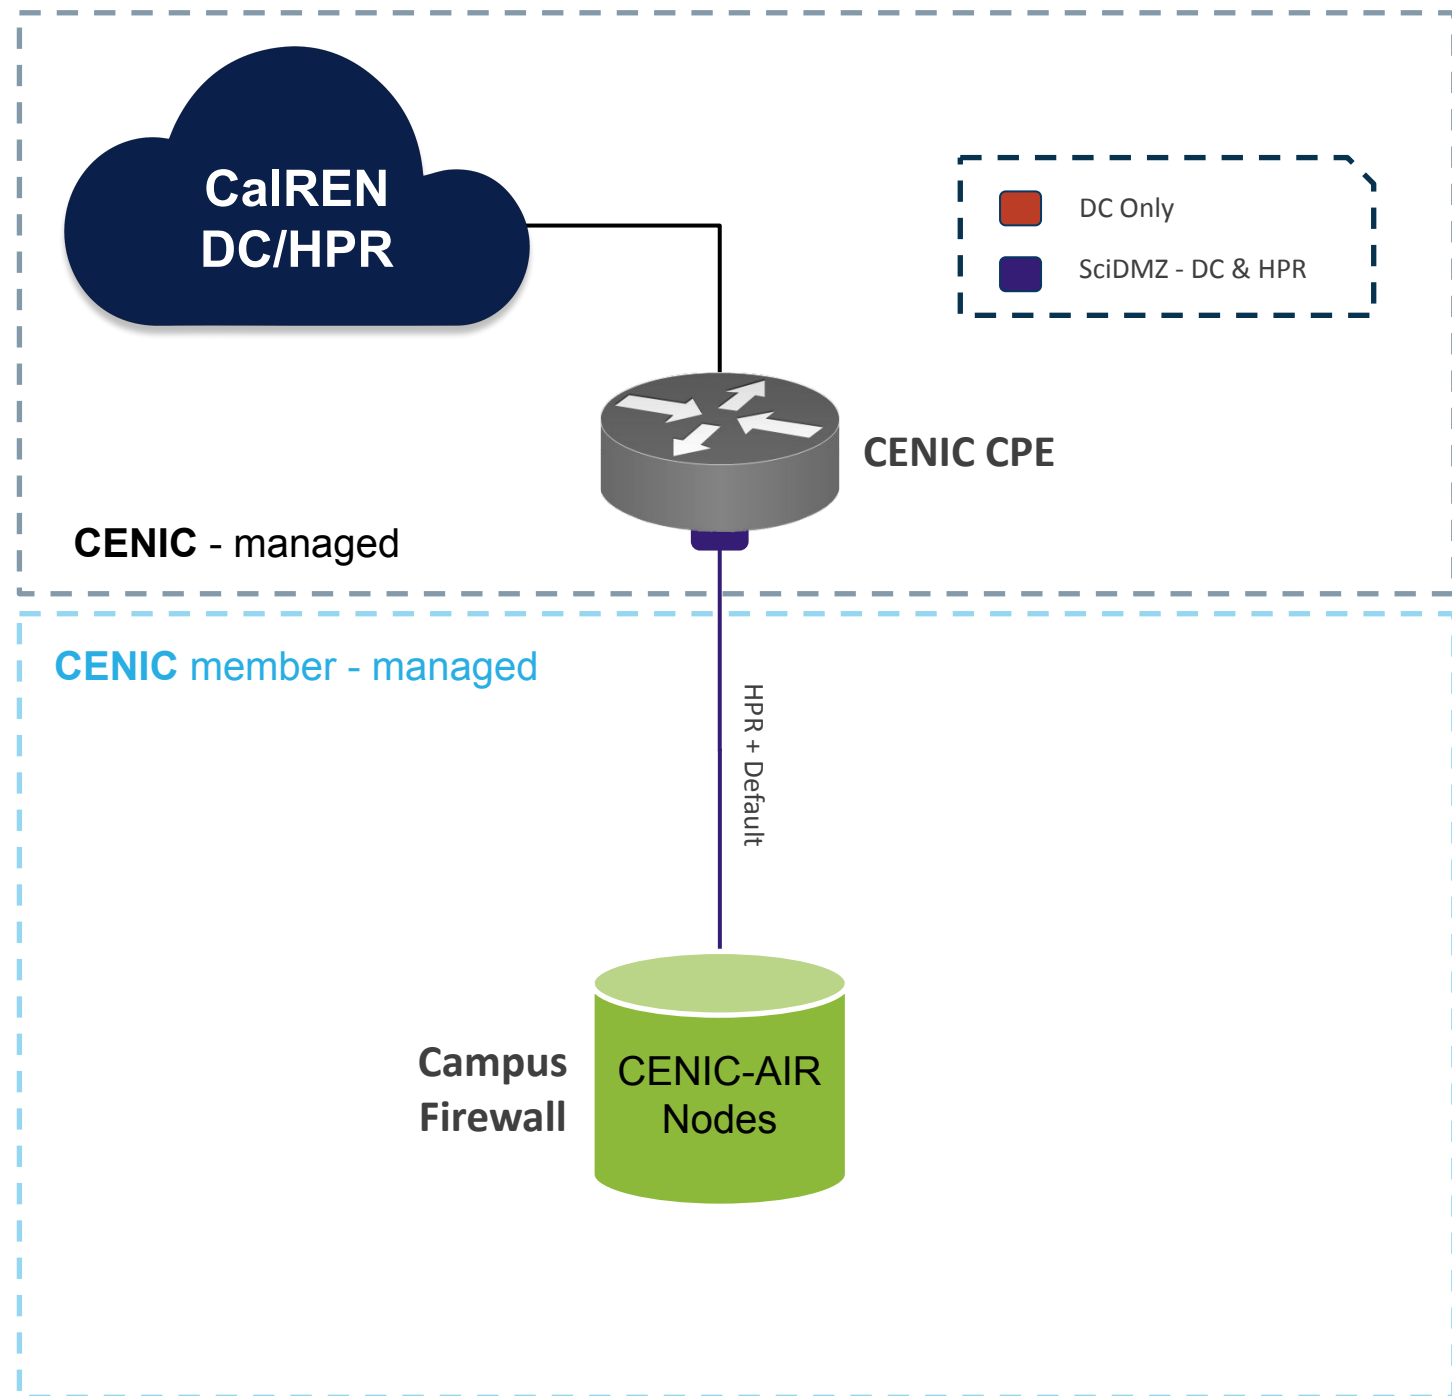 CalREN
DC/HPR
DC Only
SciDMZ - DC & HPR
CENIC CPE
CENIC - managed
CENIC member - managed
HPR + Default
Campus
Firewall
CENIC-AIR
Nodes